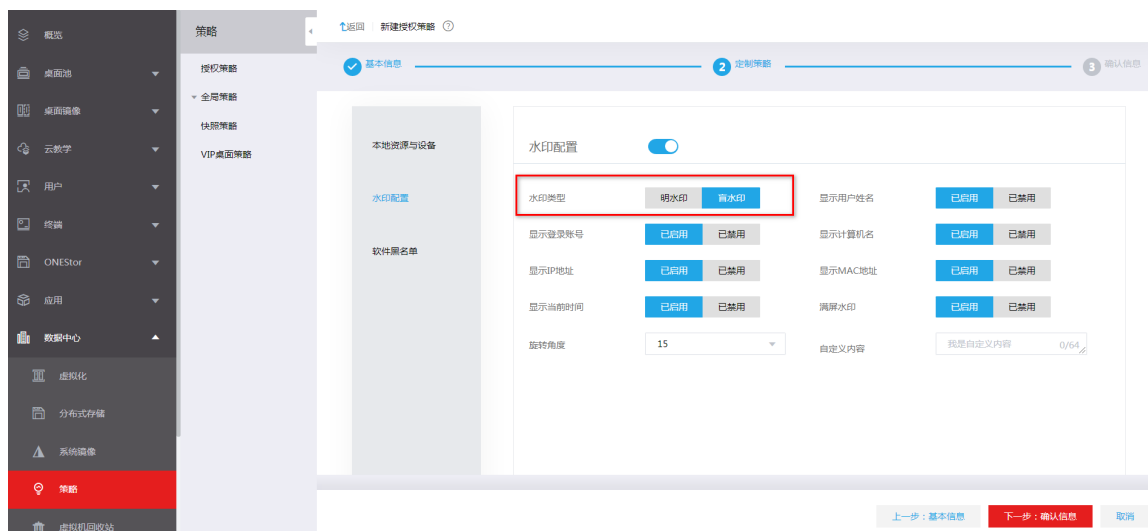 概览
桌面池
桌面镜像
云教学
用户
终端
ONEStor
应用
数据中心
虚拟化
分布式存储
系统镜像
策略
虚拟机回收站
策略
授权策略
全局策略
快照策略
VIP桌面策略
返回 新建授权策略 ?
基本信息 2 定制策略 3 确认信息
本地资源与设备
水印配置
软件黑名单
水印配置
水印类型 明水印 盲水印 显示用户姓名 已启用 已禁用
显示登录账号 已启用 已禁用 显示计算机名 已启用 已禁用
显示IP地址 已启用 已禁用 显示MAC地址 已启用 已禁用
显示当前时间 已启用 已禁用 满屏水印 已启用 已禁用
旋转角度 15 自定义内容 我是自定义内容 0/64
上一步：基本信息 下一步：确认信息 取消